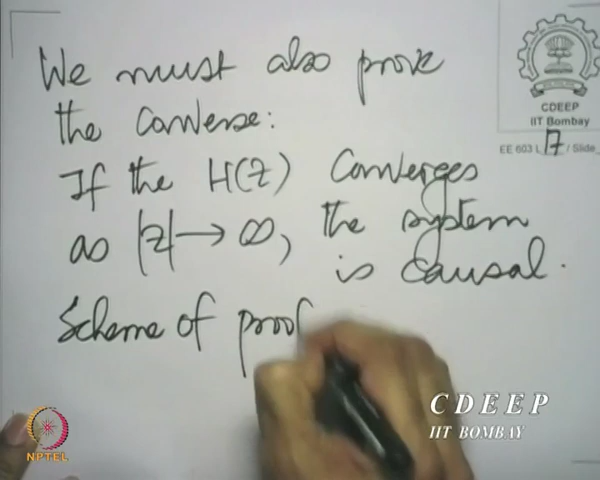 We must also prove
the Converse:
If the H(Z) Converges
as |z| → ∞, the system
is causal.
Scheme of proof
CDEEP
IIT Bombay
EE 603 L 17 / Slide
CDEEP
IIT BOMBAY
NPTEL